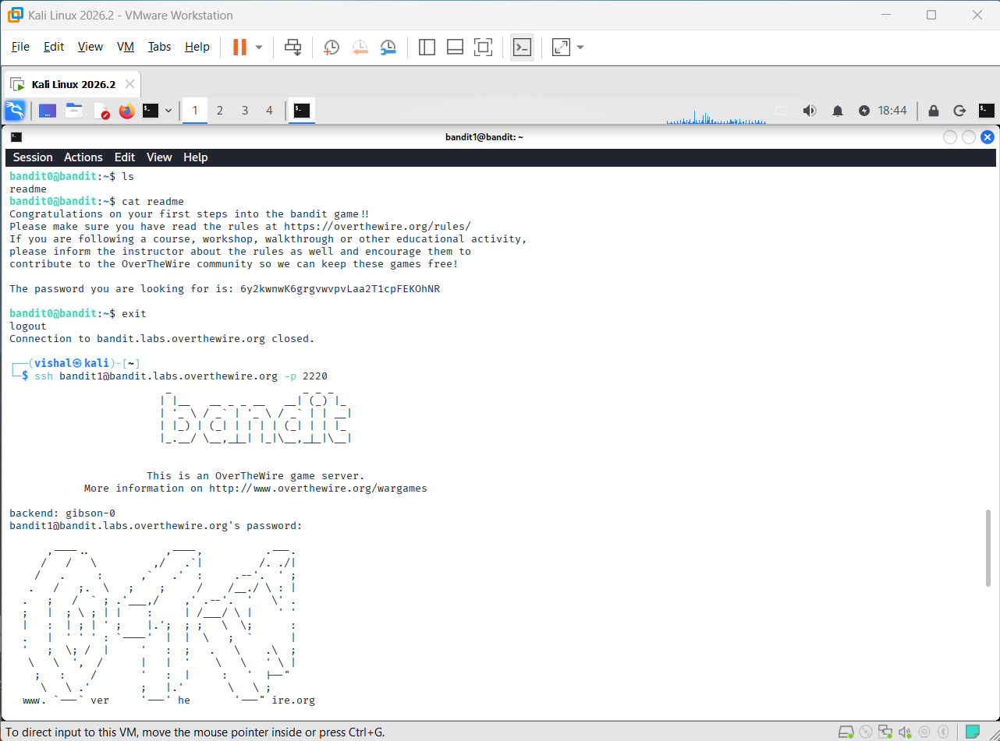 Kali Linux 2026.2 - VMware Workstation
File Edit View VM Tabs Help
Kali Linux 2026.2
1 2 3 4 18:44
bandit1@bandit: ~
Session Actions Edit View Help
bandit0@bandit:~$ ls
readme
bandit0@bandit:~$ cat readme
Congratulations on your first steps into the bandit game!!
Please make sure you have read the rules at https://overthewire.org/rules/
If you are following a course, workshop, walkthrough or other educational activity,
please inform the instructor about the rules as well and encourage them to
contribute to the OverTheWire community so we can keep these games free!
The password you are looking for is: 6y2kwnwK6grgvwvpvLaa2T1cpFEKOhNR
bandit0@bandit:~$ exit
logout
Connection to bandit.labs.overthewire.org closed.
(vishal㉿kali)-[~]
$ ssh bandit1@bandit.labs.overthewire.org -p 2220
bandit
This is an OverTheWire game server.
More information on http://www.overthewire.org/wargames
backend: gibson-0
bandit1@bandit.labs.overthewire.org's password:
www. ver he ire.org
To direct input to this VM, move the mouse pointer inside or press Ctrl+G.